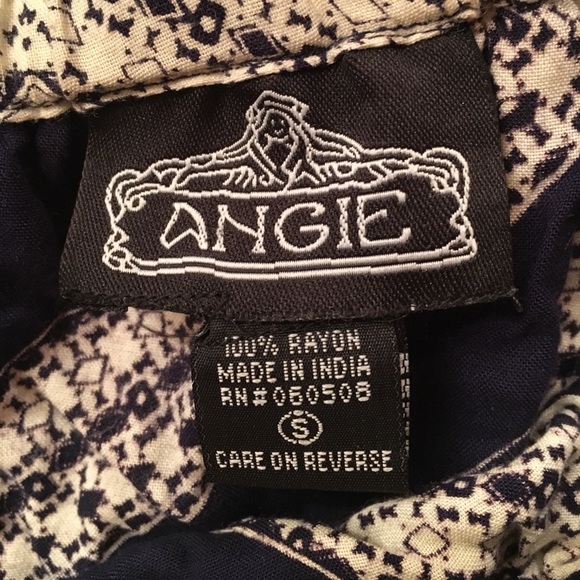 ANGIE
100% RAYON
MADE IN INDIA
RN#060508
S
CARE ON REVERSE